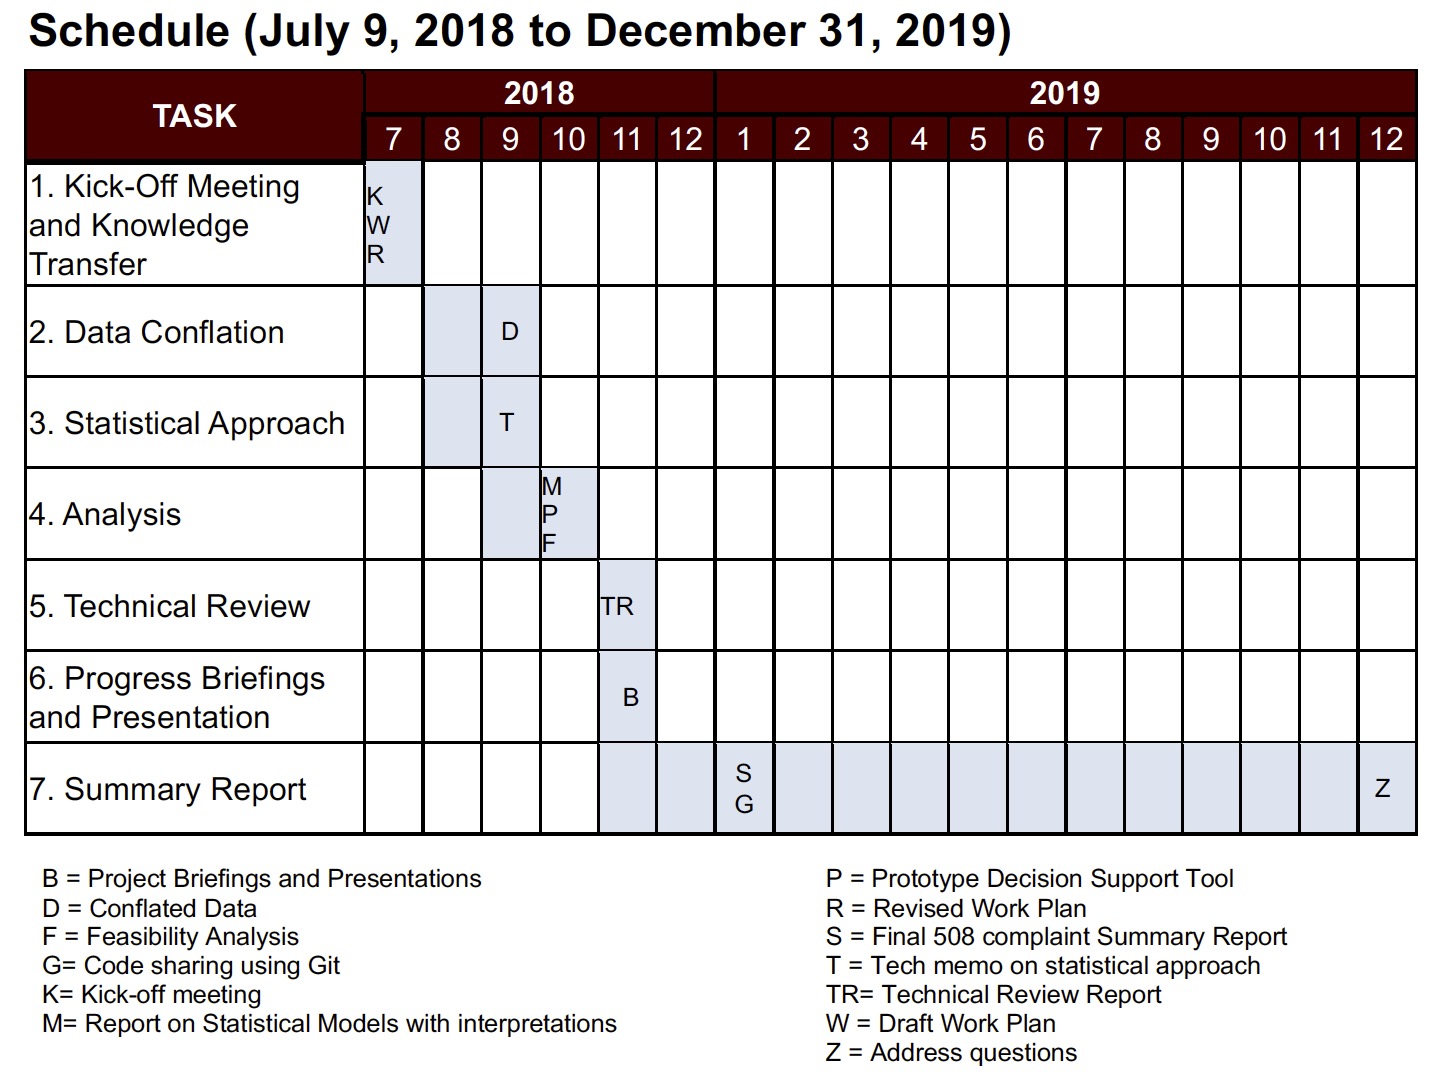 Schedule (July 9, 2018 to December 31, 2019)
TASK
2018
2019
7 8 9 10 11 12 1 2 3 4 5 6 7 8 9 10 11 12
1. Kick-Off Meeting
and Knowledge
Transfer
K
W
R
2. Data Conflation
D
3. Statistical Approach
T
4. Analysis
M
P
F
5. Technical Review
TR
6. Progress Briefings
and Presentation
B
7. Summary Report
S
G
Z
B = Project Briefings and Presentations
D = Conflated Data
F = Feasibility Analysis
G= Code sharing using Git
K= Kick-off meeting
M= Report on Statistical Models with interpretations
P = Prototype Decision Support Tool
R = Revised Work Plan
S = Final 508 complaint Summary Report
T = Tech memo on statistical approach
TR= Technical Review Report
W = Draft Work Plan
Z = Address questions